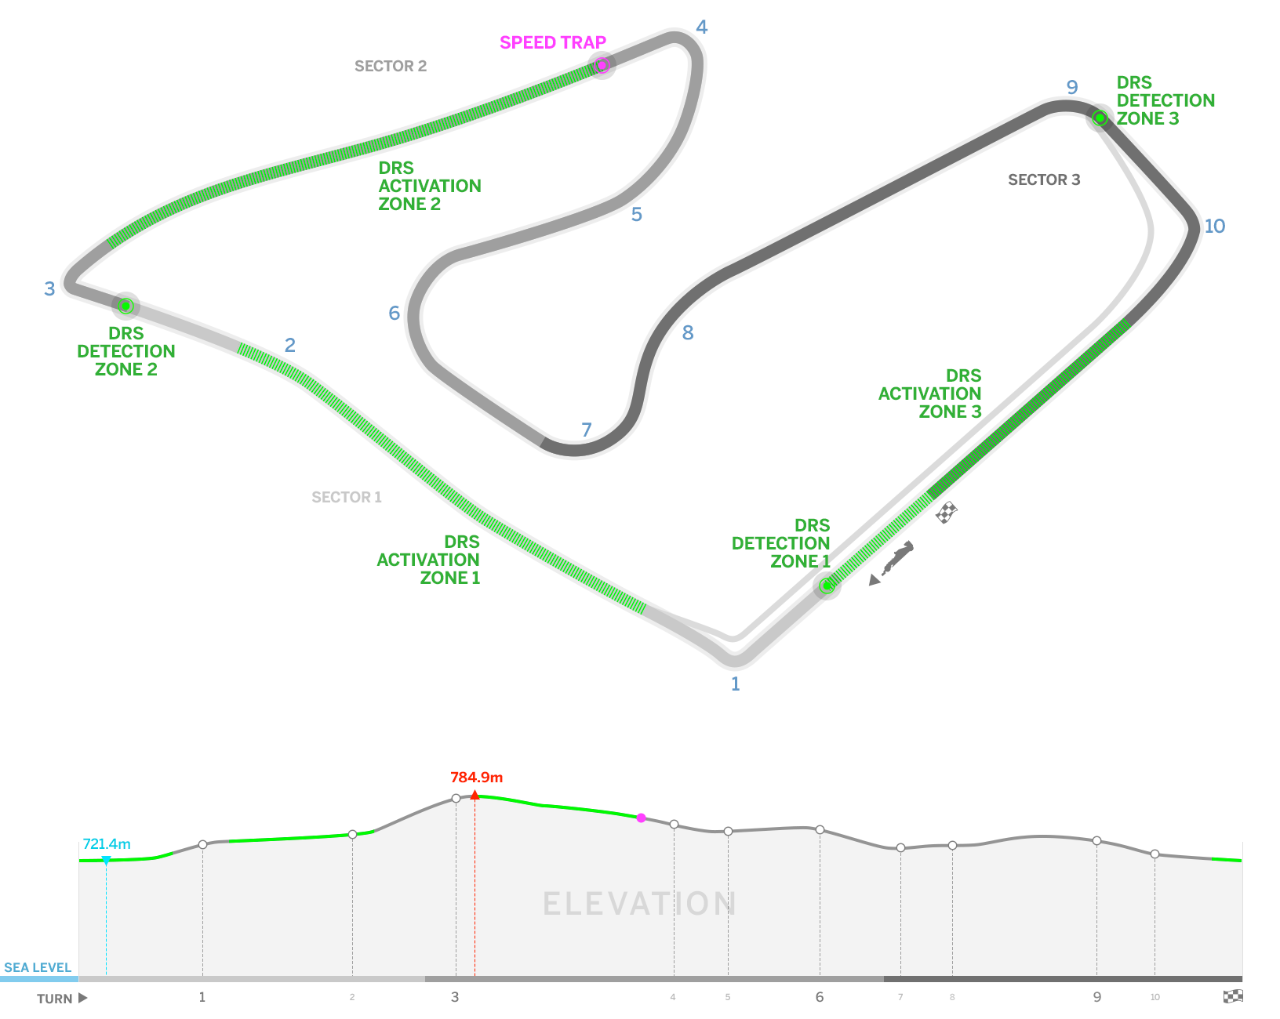 4
SPEED TRAP
SECTOR 2
9
DRS
DETECTION
ZONE 3
DRS
ACTIVATION
ZONE 2
SECTOR 3
5
10
3
6
DRS
DETECTION
ZONE 2
2
8
DRS
ACTIVATION
ZONE 3
7
SECTOR 1
DRS
ACTIVATION
ZONE 1
DRS
DETECTION
ZONE 1
1
784.9m
721.4m
ELEVATION
SEA LEVEL
TURN 1 2 3 4 5 6 7 8 9 10